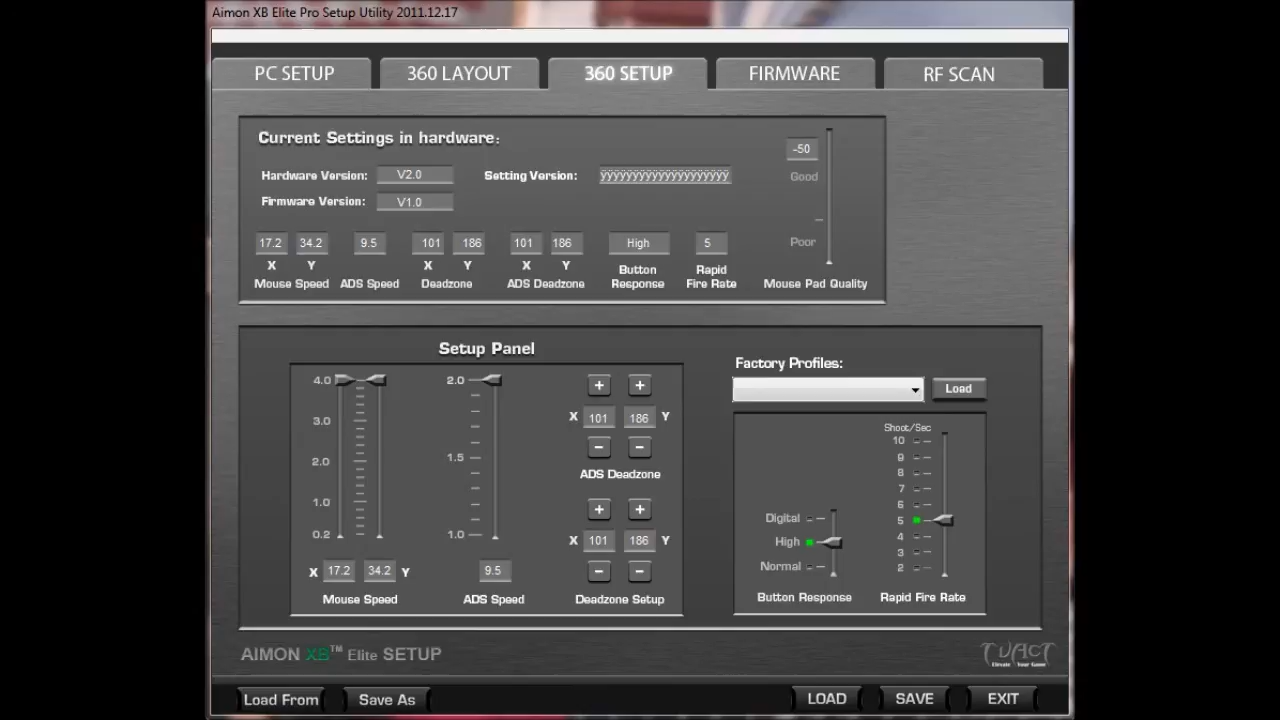 Aimon XB Elite Pro Setup Utility 2011.12.17
PC SETUP 360 LAYOUT 360 SETUP FIRMWARE RF SCAN
Current Settings in hardware:
-50
Good
Hardware Version: V2.0 Setting Version: ÿÿÿÿÿÿÿÿÿÿÿÿÿÿÿÿÿÿÿÿ
Firmware Version: V1.0
Poor
17.2 34.2 9.5 101 186 101 186 High 5
X Y X Y X Y Button Rapid
Mouse Speed ADS Speed Deadzone ADS Deadzone Response Fire Rate Mouse Pad Quality
Setup Panel
Factory Profiles:
Load
4.0 2.0 + +
3.0 X 101 186 Y
2.0 1.5 − −
ADS Deadzone
1.0 + +
0.2 1.0 X 101 186 Y
X 17.2 34.2 Y 9.5 − −
Mouse Speed ADS Speed Deadzone Setup
Shoot/Sec
10
9
8
7
6
Digital 5
High 4
3
Normal 2
Button Response Rapid Fire Rate
AIMON XB™ Elite SETUP
TUACT
Elevate Your Game
Load From Save As LOAD SAVE EXIT